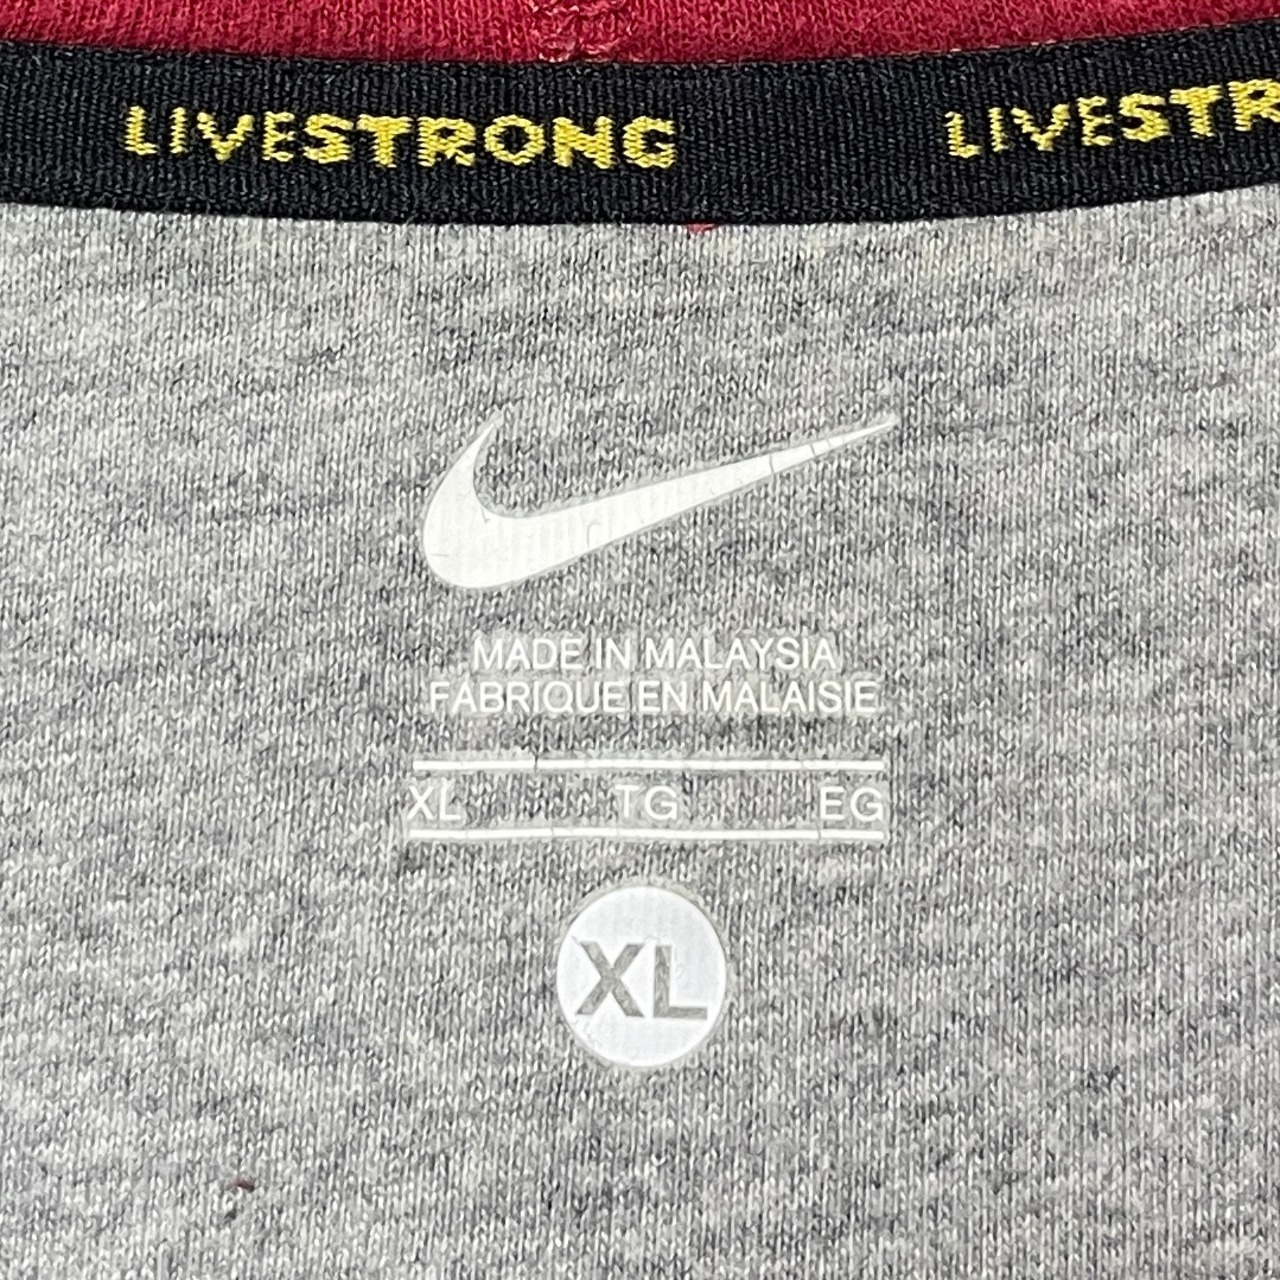 LIVESTRONG LIVESTR
MADE IN MALAYSIA
FABRIQUE EN MALAISIE
XL TG EG
XL